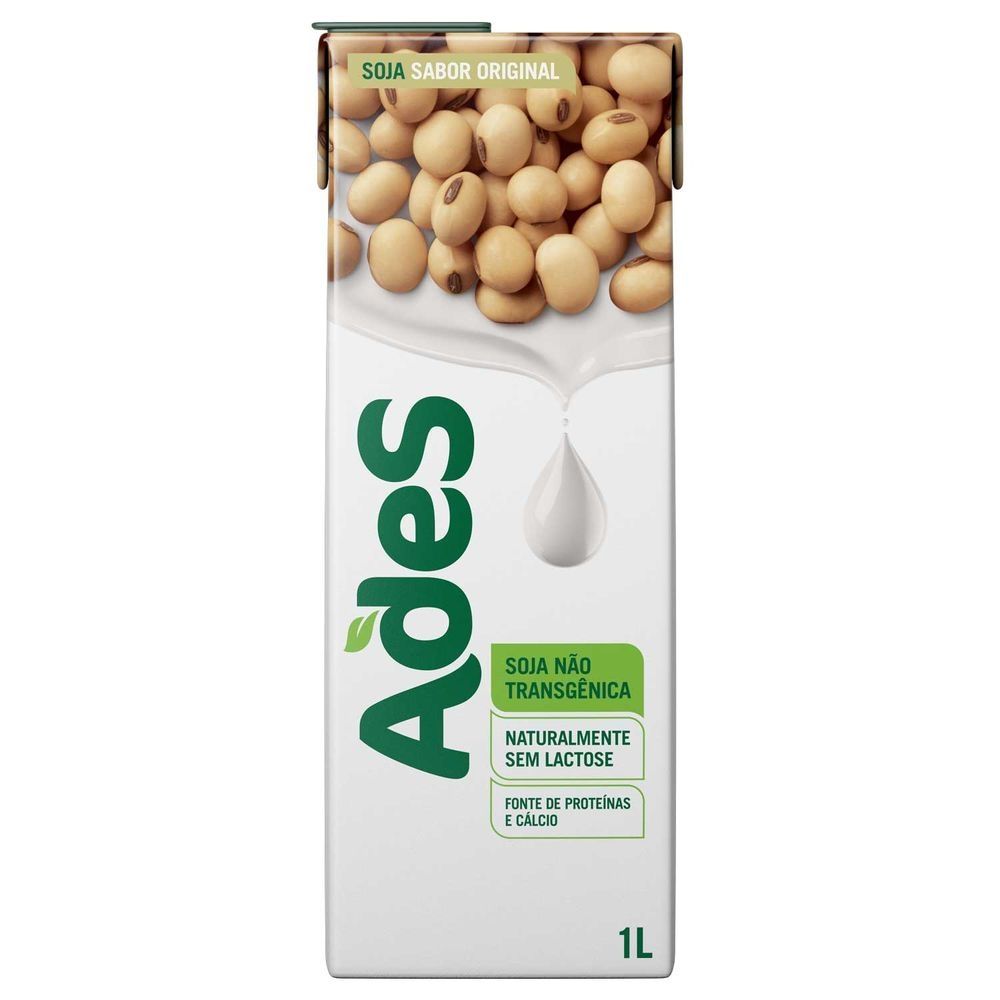 SOJA SABOR ORIGINAL
AdeS
SOJA NÃO
TRANSGÊNICA
NATURALMENTE
SEM LACTOSE
FONTE DE PROTEÍNAS
E CÁLCIO
1L